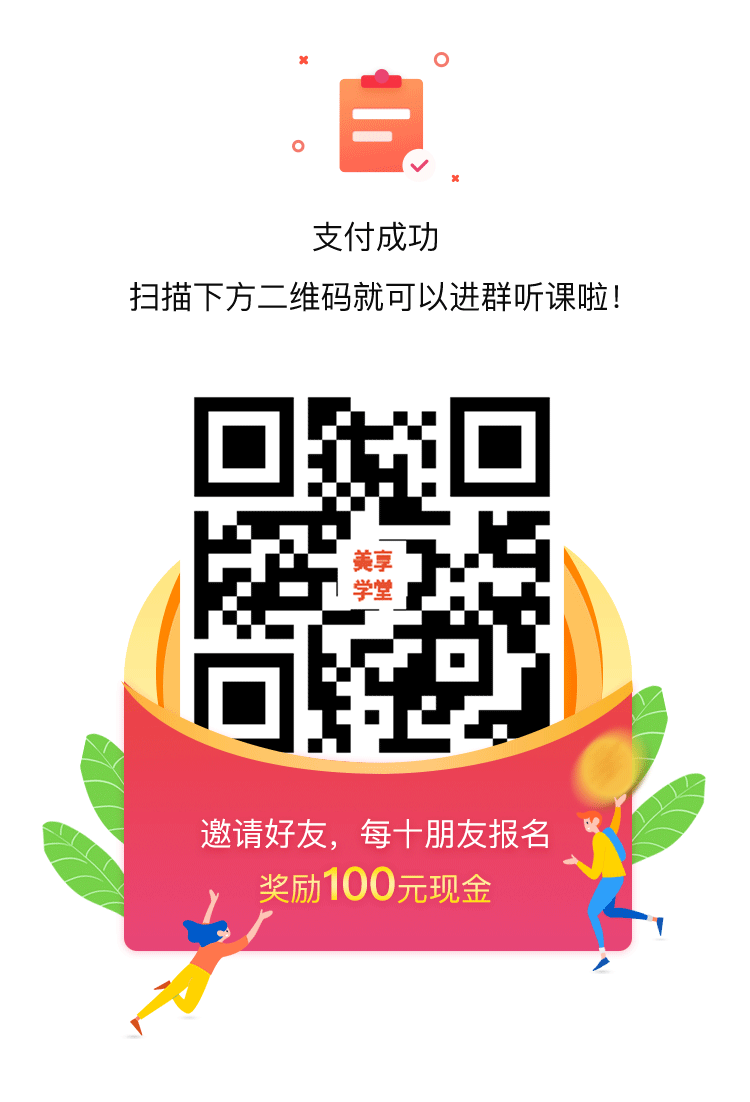 支付成功
扫描下方二维码就可以进群听课啦！
美享
学堂
邀请好友，每十朋友报名
奖励100元现金